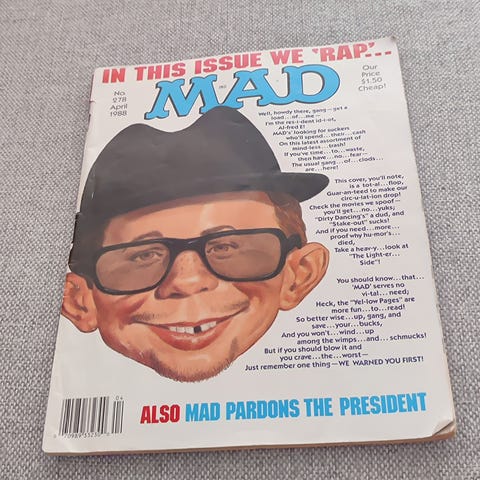 IN THIS ISSUE WE 'RAP'...
MAD
IND
No.
278
April
1988
Our
Price
$1.50
Cheap!
Well, howdy there, gang—get a
load...of...me—
I'm the res-i-dent id-i-ot,
Al-fred E!
MAD's' looking for suckers
who'll spend...their...cash
On this latest assortment of
mind-less...trash!
If you've time...to...waste,
then have...no...fear—
The usual gang...of...clods...
are...here!
This cover, you'll note,
is a tot-al...flop,
Guar-an-teed to make our
circ-u-lat-ion drop!
Check the movies we spoof—
you'll get...no...yuks;
"Dirty Dancing's" a dud, and
"Stake-out" sucks!
And if you need...more...
proof why hu-mor's...
died,
Take a heav-y...look at
"The Light-er...
Side"!
You should know...that...
'MAD' serves no
vi-tal...need;
Heck, the "Yel-low Pages" are
more fun...to...read!
So better wise...up, gang, and
save...your...bucks,
And you won't...wind...up
among the wimps...and...schmucks!
But if you should blow it and
you crave...the...worst—
Just remember one thing—WE WARNED YOU FIRST!
04
ALSO MAD PARDONS THE PRESIDENT